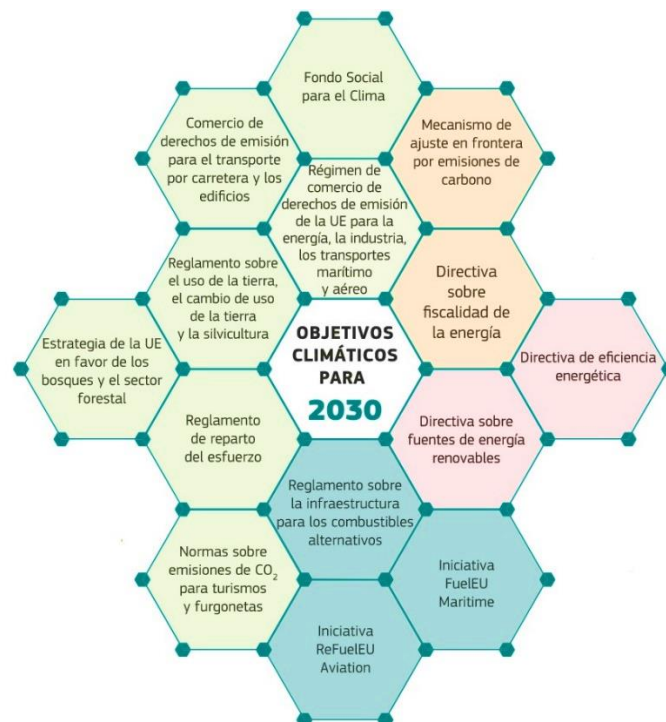 Fondo Social
para el Clima
Comercio de
derechos de emisión
para el transporte
por carretera y los
edificios
Mecanismo de
ajuste en frontera
por emisiones de
carbono
Régimen de
comercio de
derechos de emisión
de la UE para la
energía, la industria,
los transportes
marítimo
y aéreo
Reglamento sobre
el uso de la tierra,
el cambio de uso
de la tierra
y la silvicultura
Directiva
sobre
fiscalidad de
la energía
Estrategia de la UE
en favor de los
bosques y el sector
forestal
OBJETIVOS
CLIMÁTICOS
PARA
2030
Directiva de eficiencia
energética
Reglamento
de reparto
del esfuerzo
Directiva sobre
fuentes de energía
renovables
Reglamento sobre
la infraestructura
para los combustibles
alternativos
Normas sobre
emisiones de CO₂
para turismos
y furgonetas
Iniciativa
FuelEU
Maritime
Iniciativa
ReFuelEU
Aviation